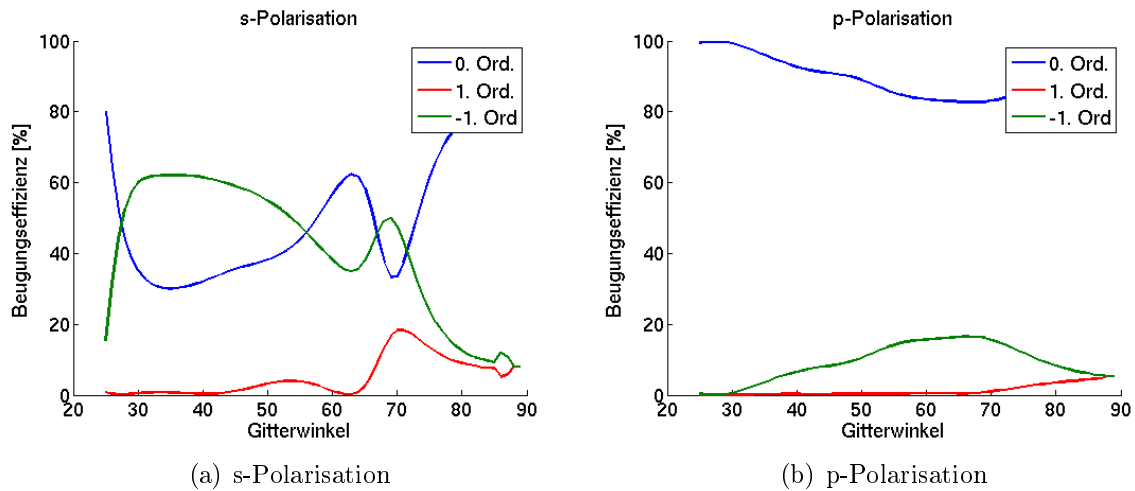 s-Polarisation
100
80
60
40
20
0
20 30 40 50 60 70 80 90
Beugungseffizienz [%]
Gitterwinkel
0. Ord.
1. Ord.
-1. Ord
(a) s-Polarisation
p-Polarisation
100
80
60
40
20
0
20 30 40 50 60 70 80 90
Beugungseffizienz [%]
Gitterwinkel
0. Ord.
1. Ord.
-1. Ord
(b) p-Polarisation